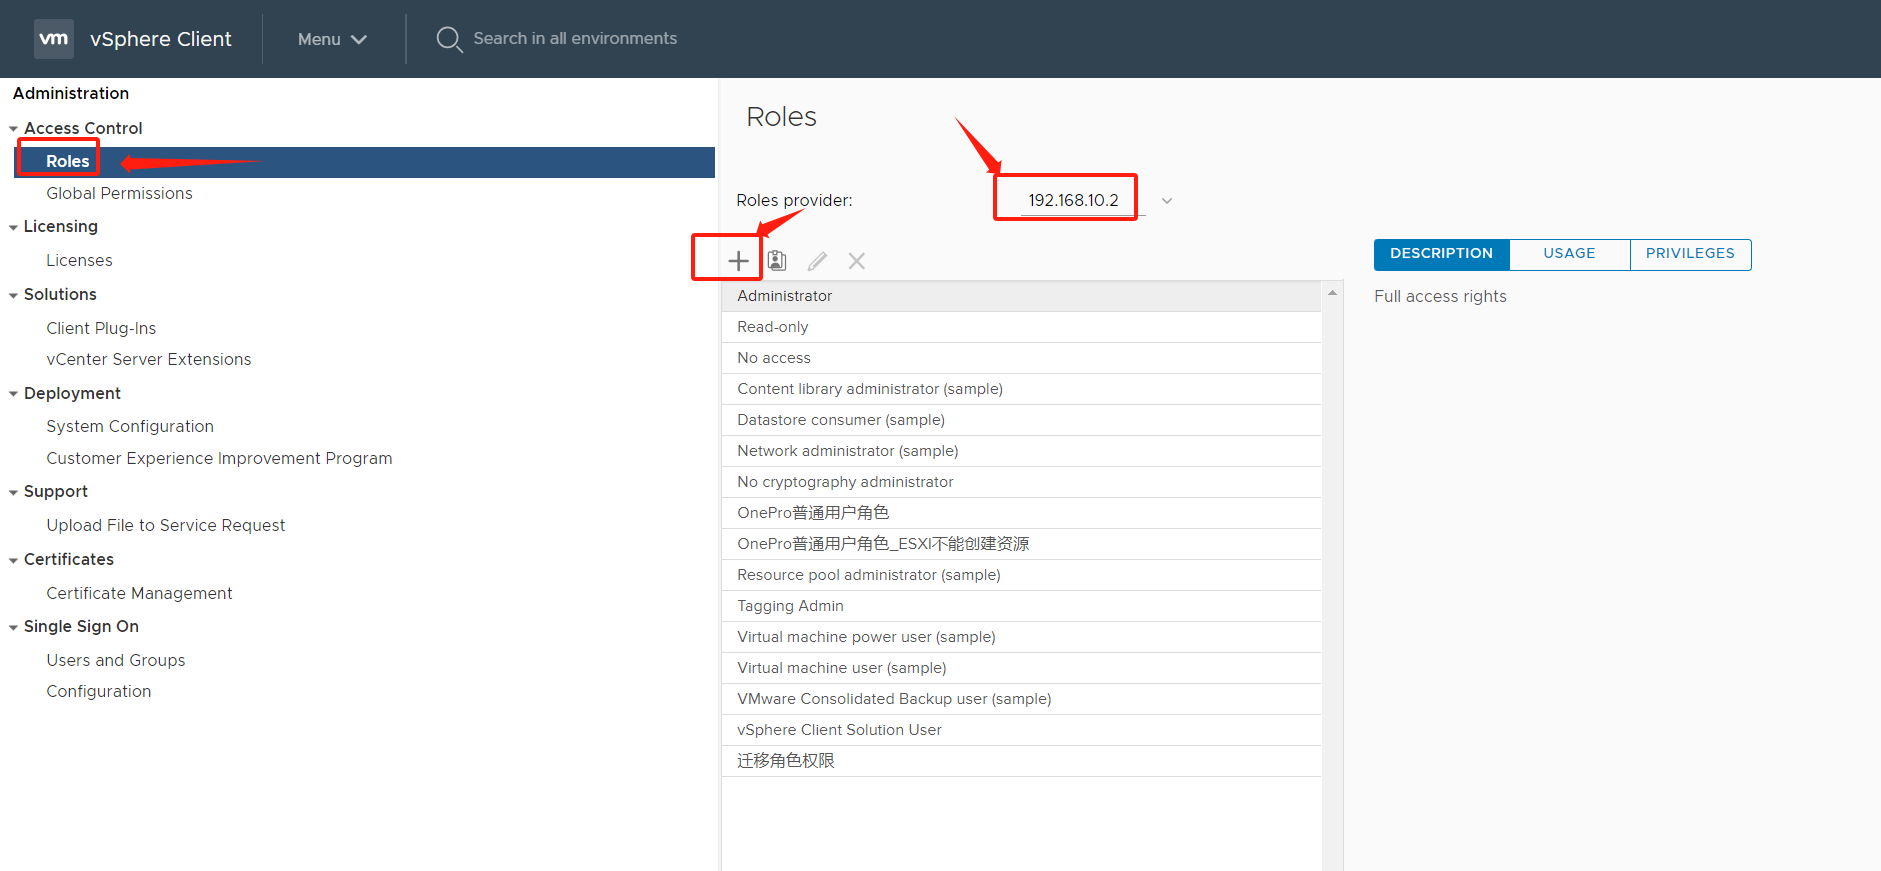 vm vSphere Client Menu Search in all environments
Administration
Access Control
Roles
Global Permissions
Licensing
Licenses
Solutions
Client Plug-Ins
vCenter Server Extensions
Deployment
System Configuration
Customer Experience Improvement Program
Support
Upload File to Service Request
Certificates
Certificate Management
Single Sign On
Users and Groups
Configuration
Roles
Roles provider: 192.168.10.2
Administrator
Read-only
No access
Content library administrator (sample)
Datastore consumer (sample)
Network administrator (sample)
No cryptography administrator
OnePro普通用户角色
OnePro普通用户角色_ESXI不能创建资源
Resource pool administrator (sample)
Tagging Admin
Virtual machine power user (sample)
Virtual machine user (sample)
VMware Consolidated Backup user (sample)
vSphere Client Solution User
迁移角色权限
DESCRIPTION USAGE PRIVILEGES
Full access rights